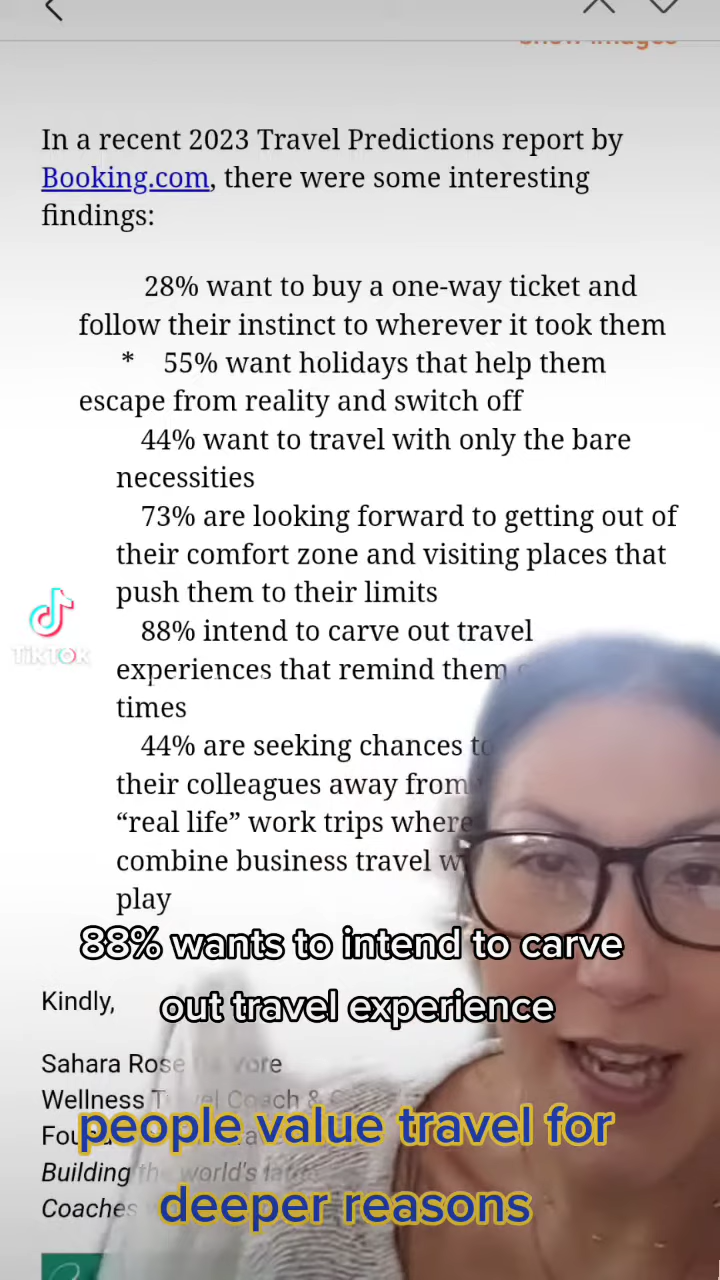 In a recent 2023 Travel Predictions report by
Booking.com, there were some interesting
findings:
28% want to buy a one-way ticket and
follow their instinct to wherever it took them
* 55% want holidays that help them
escape from reality and switch off
44% want to travel with only the bare
necessities
73% are looking forward to getting out of
their comfort zone and visiting places that
push them to their limits
88% intend to carve out travel
experiences that remind them
times
44% are seeking chances to
their colleagues away from
“real life” work trips where
combine business travel
play
TikTok
88% wants to intend to carve
out travel experience
Kindly,
Sahara Rose
Wellness Travel Coach &
people value travel for
Building the world's
deeper reasons
Coaches